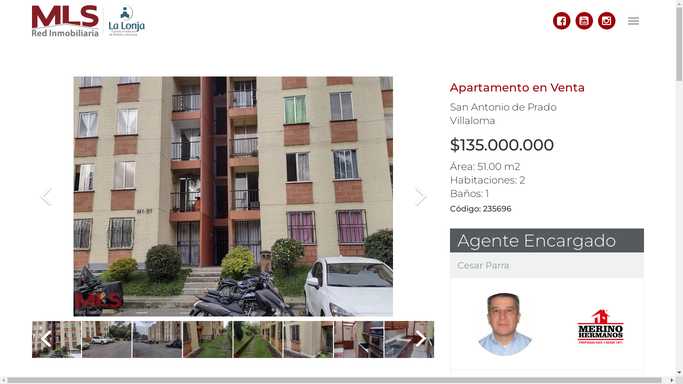 MLS
Red Inmobiliaria
La Lonja
Apartamento en Venta
San Antonio de Prado
Villaloma
$135.000.000
Área: 51.00 m2
Habitaciones: 2
Baños: 1
Código: 235696
Agente Encargado
Cesar Parra
MLS
MERINO
HERMANOS